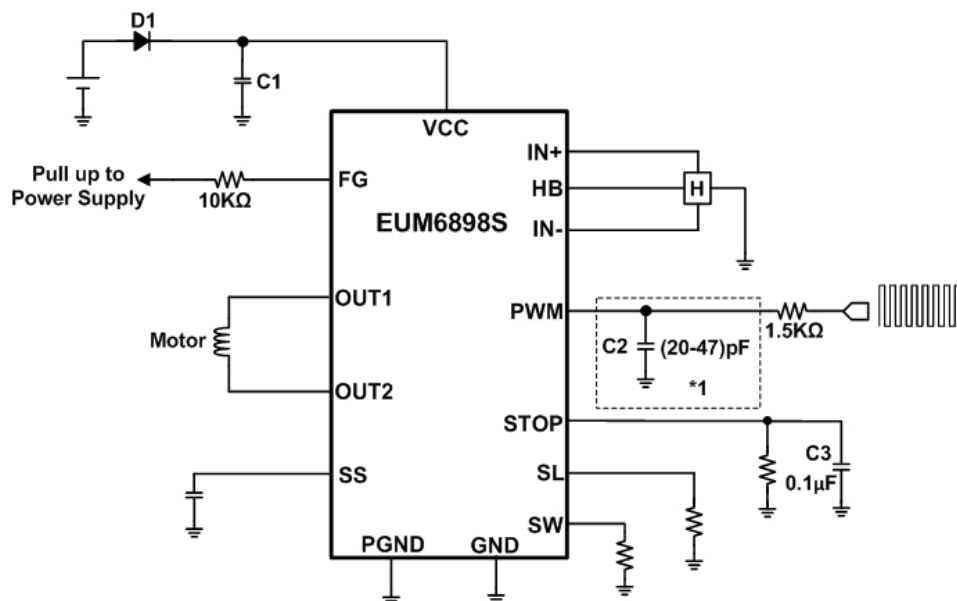 D1
C1
VCC
Pull up to
Power Supply
10KΩ
FG
EUM6898S
IN+
HB
IN-
H
OUT1
Motor
OUT2
PWM
1.5KΩ
C2
(20-47)pF
*1
STOP
C3
0.1μF
SS
SL
SW
PGND
GND